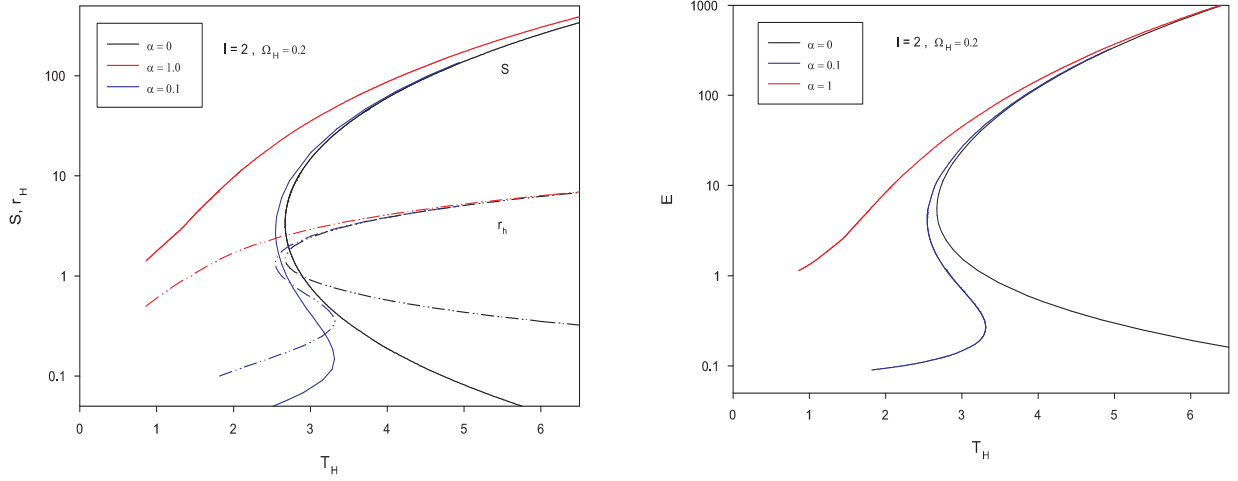 α = 0
α = 1.0
α = 0.1
l = 2 , Ω_H = 0.2
S
r_h
S, r_H
100
10
1
0.1
0 1 2 3 4 5 6
T_H
α = 0
α = 0.1
α = 1
l = 2 , Ω_H = 0.2
E
1000
100
10
1
0.1
0 1 2 3 4 5 6
T_H